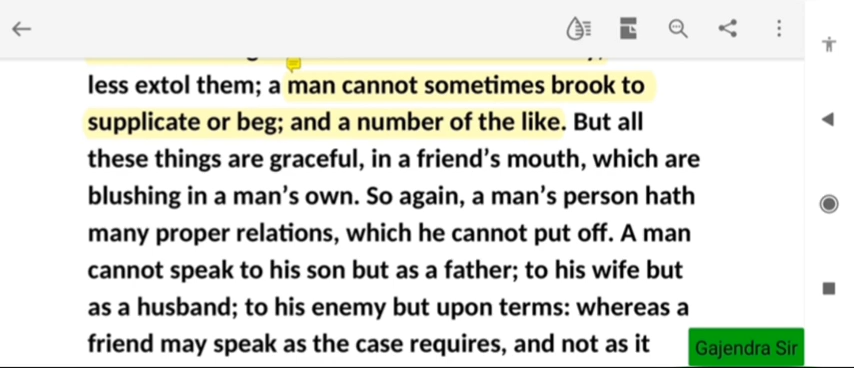 less extol them; a man cannot sometimes brook to
supplicate or beg; and a number of the like. But all
these things are graceful, in a friend’s mouth, which are
blushing in a man’s own. So again, a man’s person hath
many proper relations, which he cannot put off. A man
cannot speak to his son but as a father; to his wife but
as a husband; to his enemy but upon terms: whereas a
friend may speak as the case requires, and not as it
Gajendra Sir